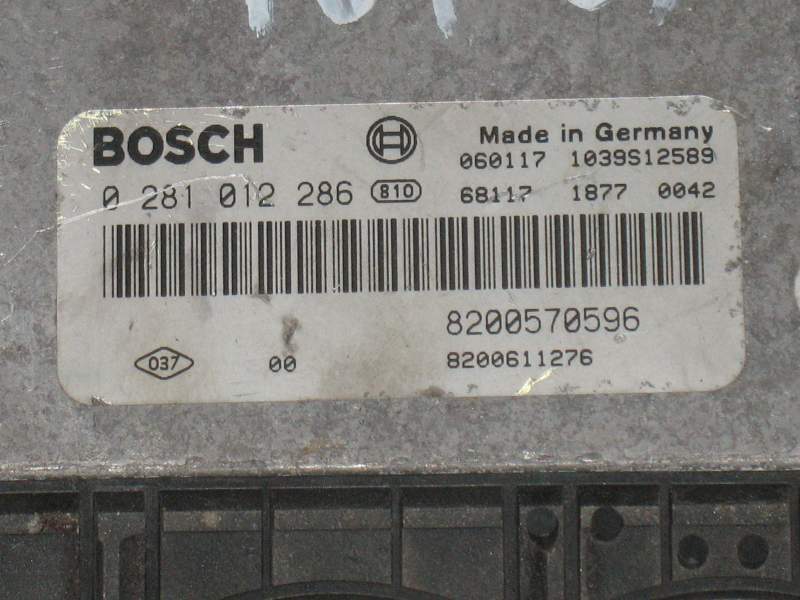 BOSCH
Made in Germany
060117 1039S12589
0 281 012 286 810
68117 1877 0042
8200570596
037 00
8200611276